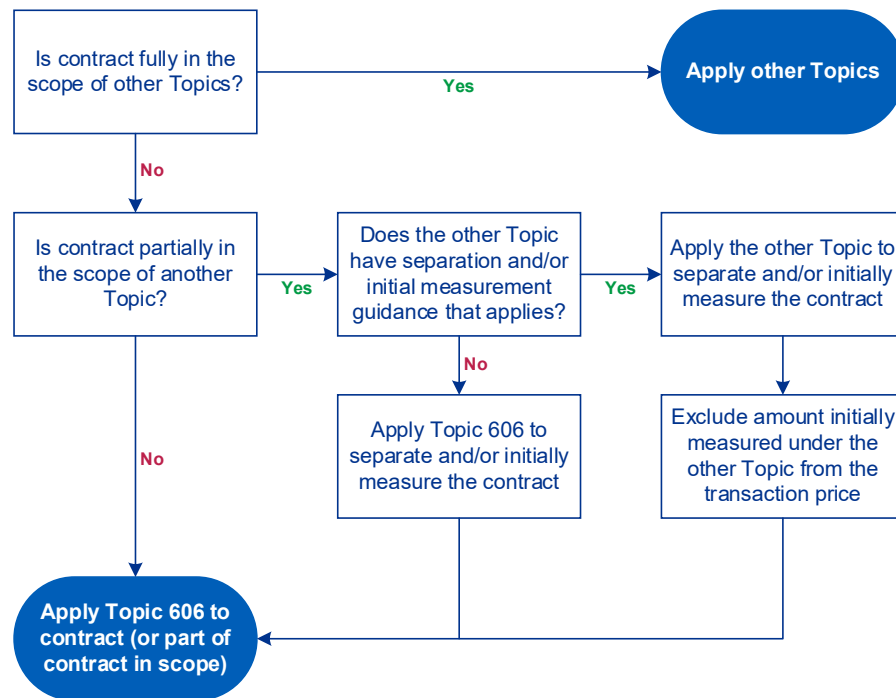 Is contract fully in the
scope of other Topics?
Yes
Apply other Topics
No
Is contract partially in
the scope of another
Topic?
Yes
Does the other Topic
have separation and/or
initial measurement
guidance that applies?
Yes
Apply the other Topic to
separate and/or initially
measure the contract
No
Apply Topic 606 to
separate and/or initially
measure the contract
Exclude amount initially
measured under the
other Topic from the
transaction price
No
Apply Topic 606 to
contract (or part of
contract in scope)